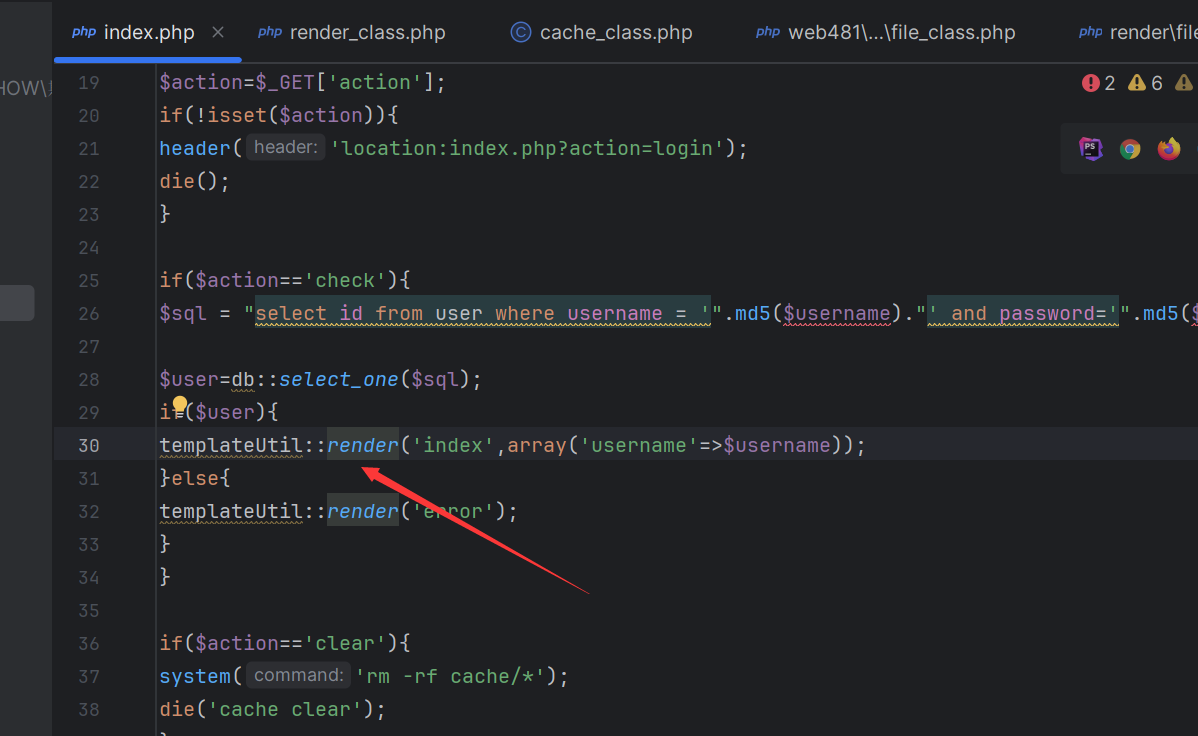 php index.php × php render_class.php © cache_class.php php web481\...\file_class.php php render\file
HOW\
19 $action=$_GET['action'];
2 6
20 if(!isset($action)){
21 header( header: 'location:index.php?action=login');
22 die();
23 }
24
25 if($action=='check'){
26 $sql = "select id from user where username = '".md5($username)."' and password='".md5($
27
28 $user=db::select_one($sql);
29 if($user){
30 templateUtil::render('index',array('username'=>$username));
31 }else{
32 templateUtil::render('error');
33 }
34 }
35
36 if($action=='clear'){
37 system( command: 'rm -rf cache/*');
38 die('cache clear');
}